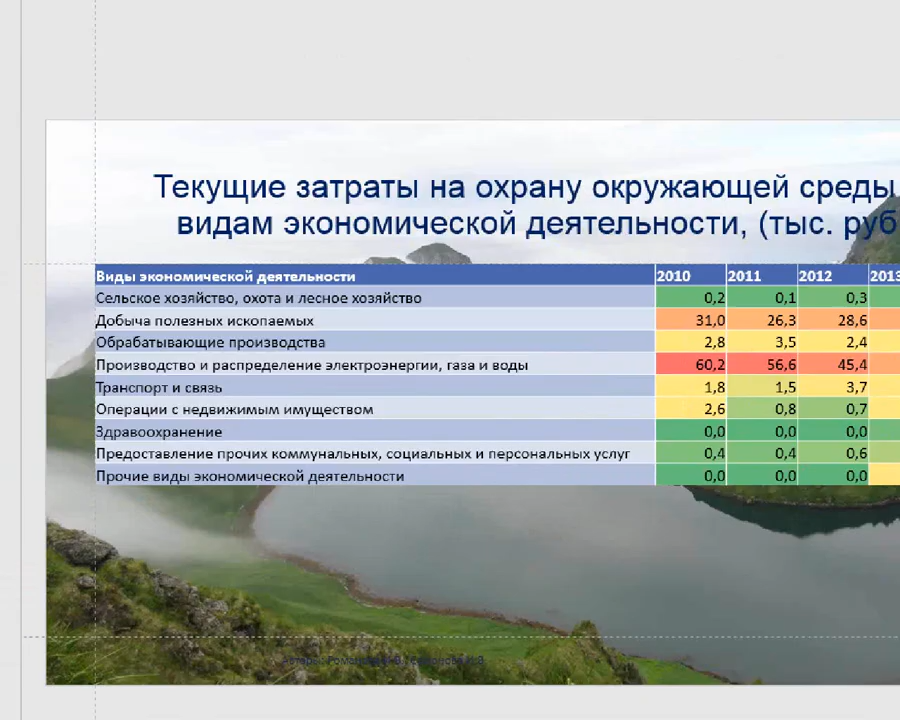 Текущие затраты на охрану окружающей среды
видам экономической деятельности, (тыс. руб
Виды экономической деятельности 2010 2011 2012 2013
Сельское хозяйство, охота и лесное хозяйство 0,2 0,1 0,3
Добыча полезных ископаемых 31,0 26,3 28,6
Обрабатывающие производства 2,8 3,5 2,4
Производство и распределение электроэнергии, газа и воды 60,2 56,6 45,4
Транспорт и связь 1,8 1,5 3,7
Операции с недвижимым имуществом 2,6 0,8 0,7
Здравоохранение 0,0 0,0 0,0
Предоставление прочих коммунальных, социальных и персональных услуг 0,4 0,4 0,6
Прочие виды экономической деятельности 0,0 0,0 0,0
Авторы: